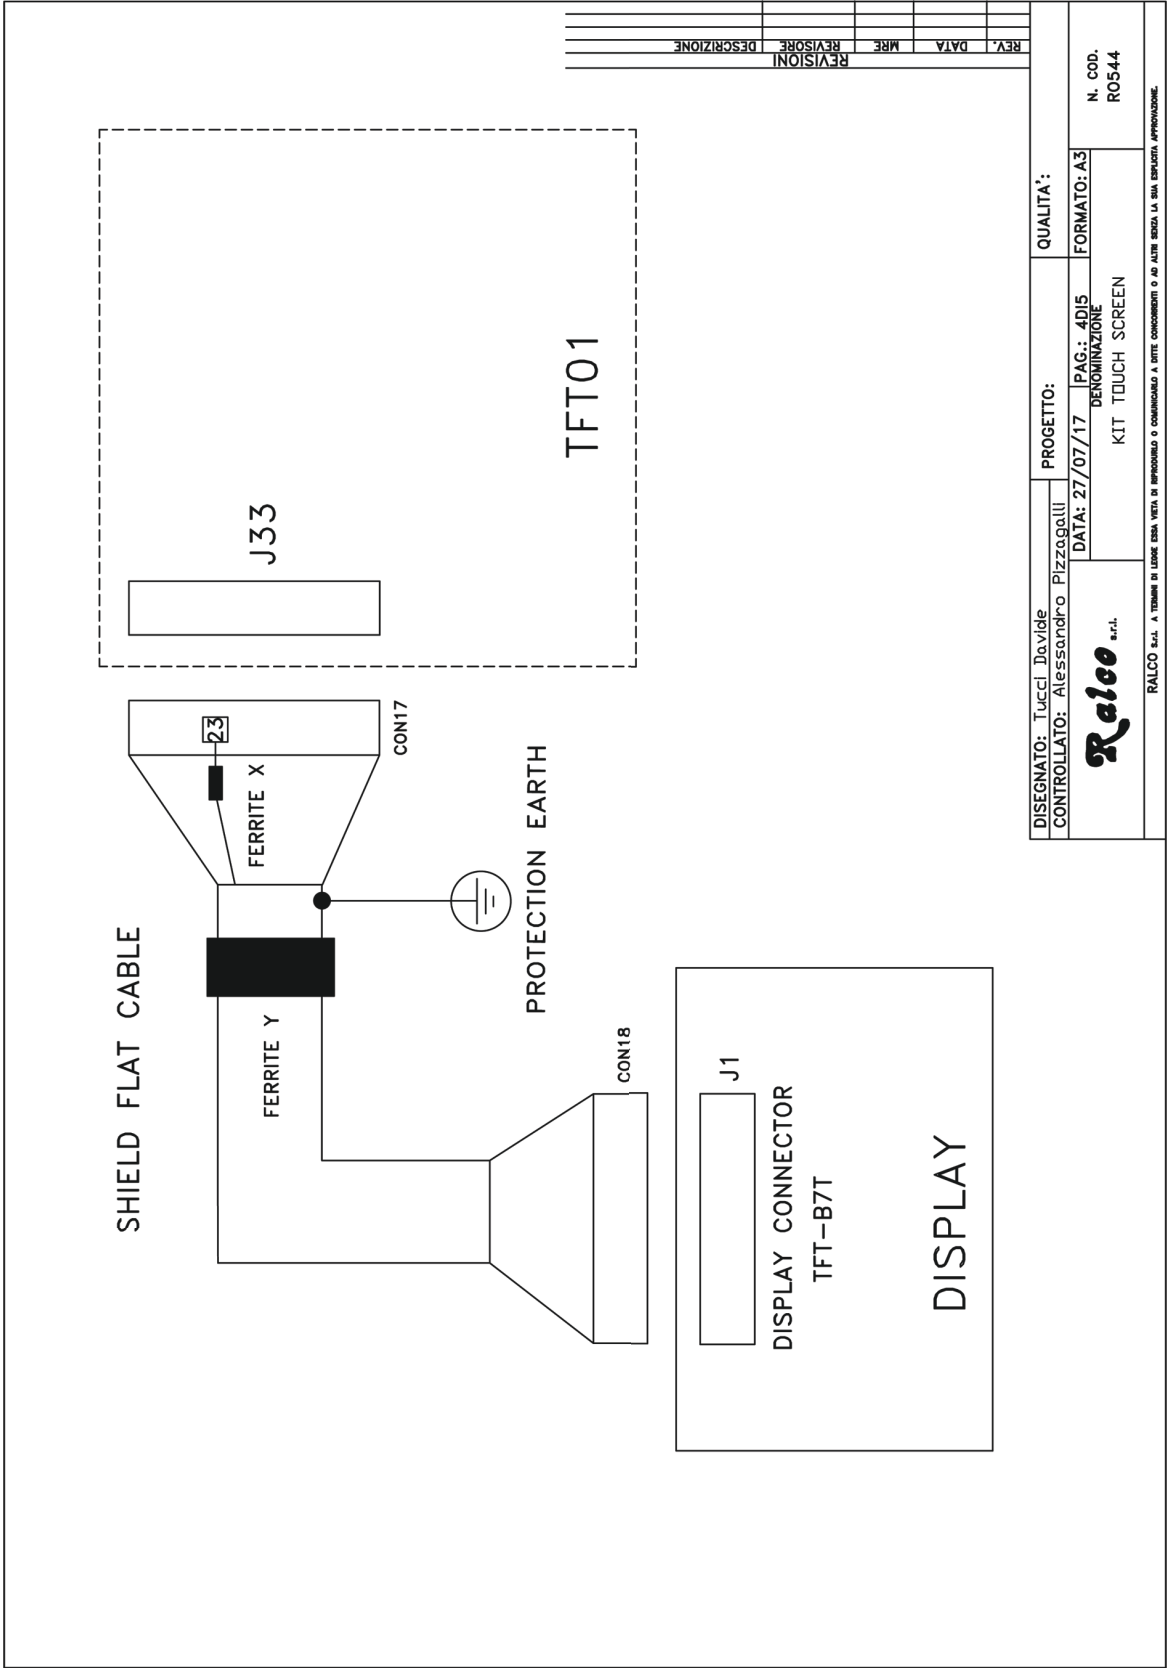 SHIELD FLAT CABLE
FERRITE Y
FERRITE X
23
CON17
J33
TFT01
PROTECTION EARTH
CON18
J1
DISPLAY CONNECTOR
TFT-B7T
DISPLAY
REVISIONI
REV.
DATA
MRE
REVISORE
DESCRIZIONE
DISEGNATO: Tucci Davide
CONTROLLATO: Alessandro Pizzagalli
PROGETTO:
QUALITA':
DATA: 27/07/17
PAG.: 4DI5
FORMATO: A3
DENOMINAZIONE
KIT TOUCH SCREEN
N. COD.
R0544
Ralco s.r.l.
RALCO s.r.l. A TERMINI DI LEGGE ESSA VIETA DI RIPRODURLO O COMUNICARLO A DITTE CONCORRENTI O AD ALTRI SENZA LA SUA ESPLICITA APPROVAZIONE.